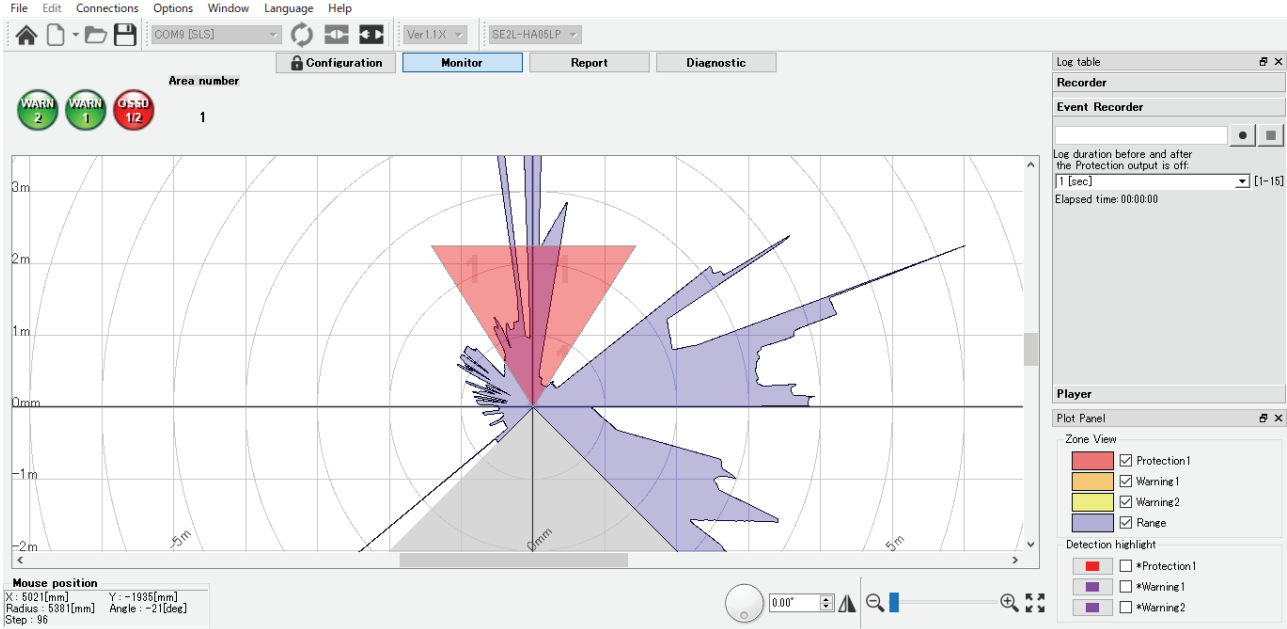 File Edit Connections Options Window Language Help
COM9 [SLS] Ver1.1X SE2L-HA05LP
Configuration Monitor Report Diagnostic
Area number
WARN 2 WARN 1 OSSD 1/2 1
3m
2m
1m
0mm
-1m
-2m
1 1
1
-5m 0mm 5m
Mouse position
X : 5021[mm] Y : -1935[mm]
Radius : 5381[mm] Angle : -21[deg]
Step : 96
0.00°
Log table
Recorder
Event Recorder
Log duration before and after
the Protection output is off:
1 [sec] [1-15]
Elapsed time: 00:00:00
Player
Plot Panel
Zone View
Protection1
Warning1
Warning2
Range
Detection highlight
*Protection1
*Warning1
*Warning2